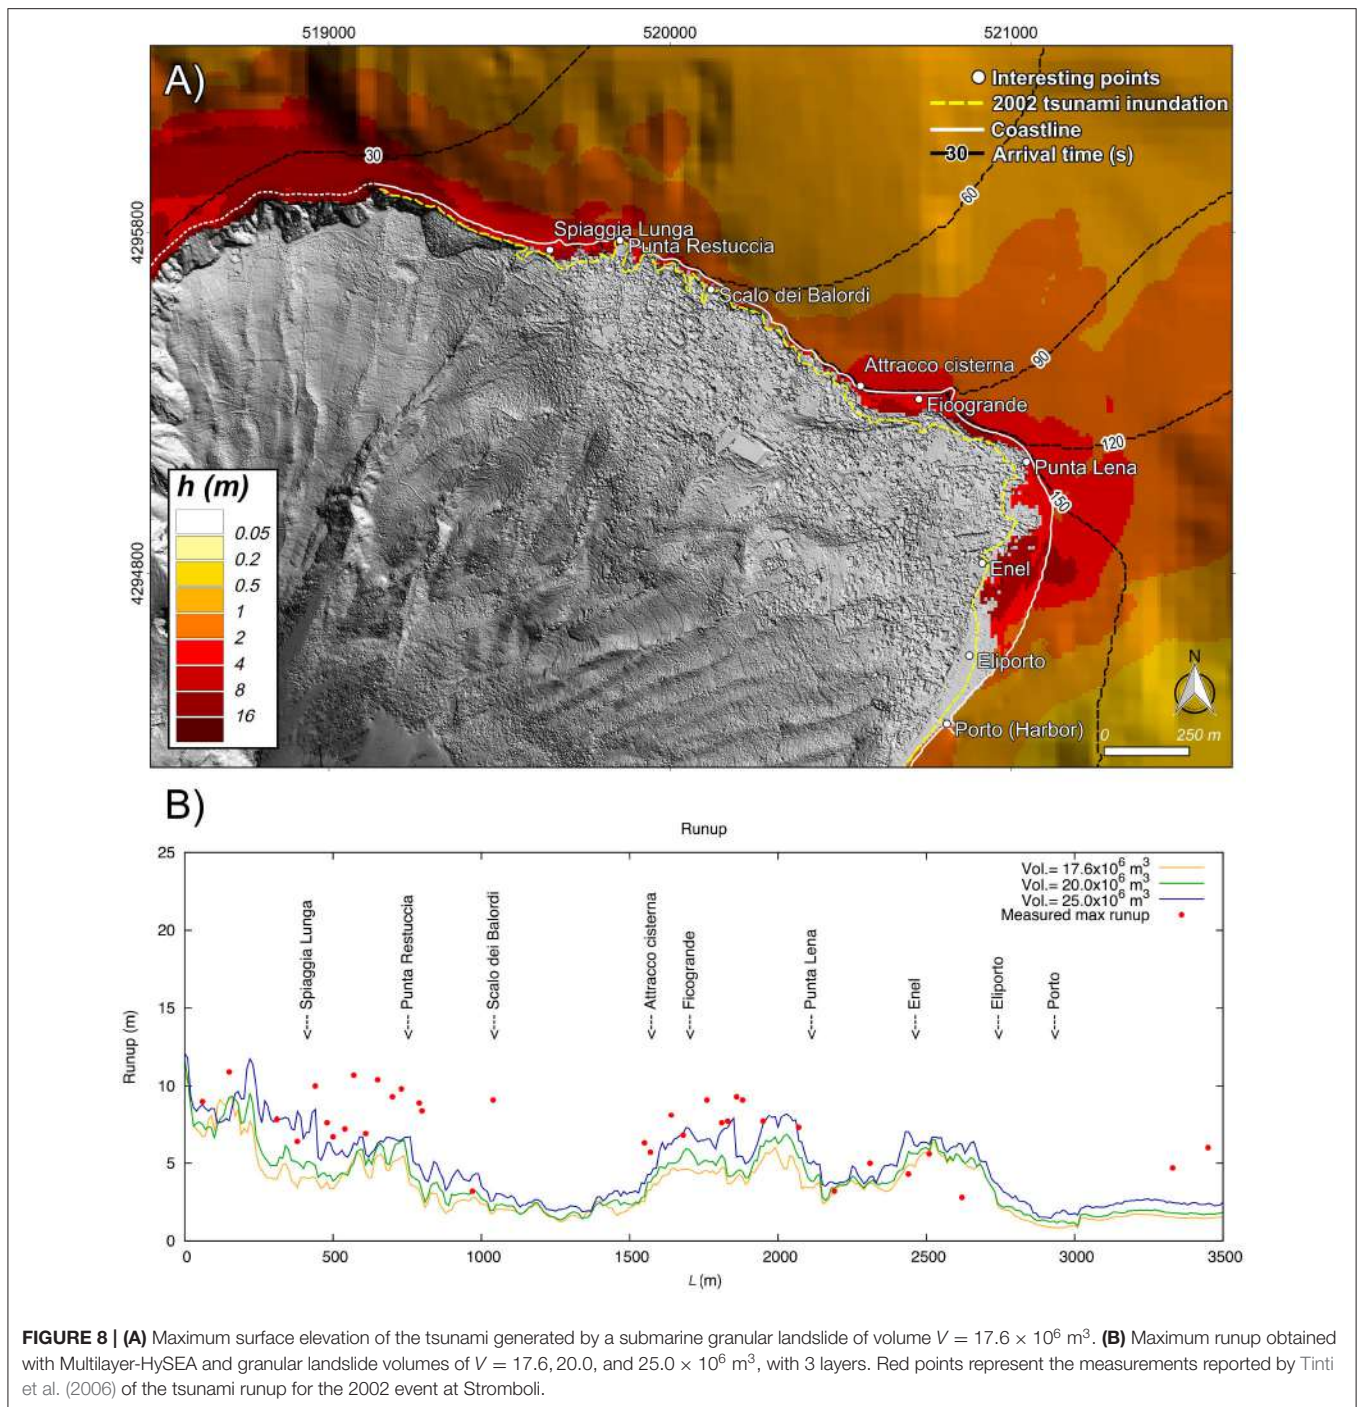 519000
520000
521000
A)
Interesting points
2002 tsunami inundation
Coastline
30 Arrival time (s)
30
60
4295800
Spiaggia Lunga
Punta Restuccia
Scalo dei Balordi
90
Attracco cisterna
Ficogrande
120
Punta Lena
150
h (m)
0.05
0.2
0.5
1
2
4
8
16
4294800
Enel
Eliporto
N
Porto (Harbor)
0 250 m
B)
Runup
25
20
15
10
5
0
Runup (m)
Vol.= 17.6x10⁶ m³
Vol.= 20.0x10⁶ m³
Vol.= 25.0x10⁶ m³
Measured max runup
<--- Spiaggia Lunga
<--- Punta Restuccia
<--- Scalo dei Balordi
<--- Attracco cisterna
<--- Ficogrande
<--- Punta Lena
<--- Enel
<--- Eliporto
<--- Porto
0 500 1000 1500 2000 2500 3000 3500
L (m)
FIGURE 8 | (A) Maximum surface elevation of the tsunami generated by a submarine granular landslide of volume V = 17.6 × 10⁶ m³. (B) Maximum runup obtained
with Multilayer-HySEA and granular landslide volumes of V = 17.6, 20.0, and 25.0 × 10⁶ m³, with 3 layers. Red points represent the measurements reported by Tinti
et al. (2006) of the tsunami runup for the 2002 event at Stromboli.